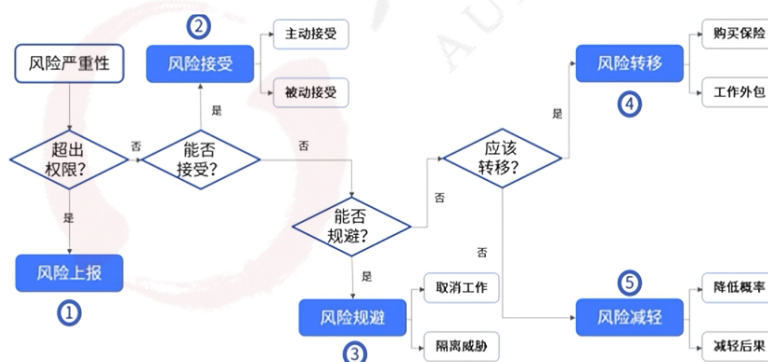 ②
主动接受
购买保险
风险严重性
风险接受
风险转移
被动接受
工作外包
④
是
是
超出
权限？
否
能否
接受？
否
应该
转移？
是
能否
规避？
否
否
风险上报
是
取消工作
⑤
降低概率
①
风险规避
风险减轻
隔离威胁
减轻后果
③
AU